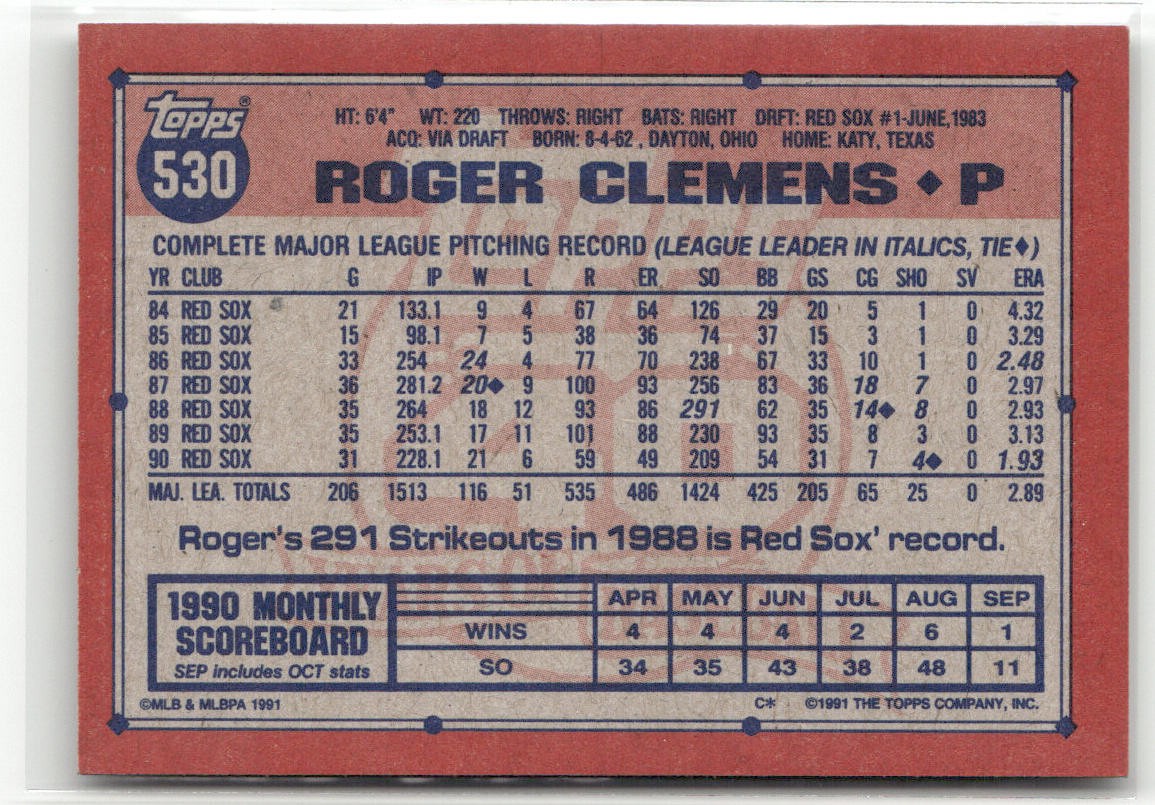 Topps®
530
HT: 6'4" WT: 220 THROWS: RIGHT BATS: RIGHT DRFT: RED SOX #1-JUNE, 1983
ACQ: VIA DRAFT BORN: 8-4-62, DAYTON, OHIO HOME: KATY, TEXAS
ROGER CLEMENS ♦ P
COMPLETE MAJOR LEAGUE PITCHING RECORD (LEAGUE LEADER IN ITALICS, TIE♦)
YR CLUB G IP W L R ER SO BB GS CG SHO SV ERA
84 RED SOX 21 133.1 9 4 67 64 126 29 20 5 1 0 4.32
85 RED SOX 15 98.1 7 5 38 36 74 37 15 3 1 0 3.29
86 RED SOX 33 254 24 4 77 70 238 67 33 10 1 0 2.48
87 RED SOX 36 281.2 20♦ 9 100 93 256 83 36 18 7 0 2.97
88 RED SOX 35 264 18 12 93 86 291 62 35 14♦ 8 0 2.93
89 RED SOX 35 253.1 17 11 101 88 230 93 35 8 3 0 3.13
90 RED SOX 31 228.1 21 6 59 49 209 54 31 7 4♦ 0 1.93
MAJ. LEA. TOTALS 206 1513 116 51 535 486 1424 425 205 65 25 0 2.89
Roger's 291 Strikeouts in 1988 is Red Sox' record.
1990 MONTHLY
SCOREBOARD
SEP includes OCT stats
APR MAY JUN JUL AUG SEP
WINS 4 4 4 2 6 1
SO 34 35 43 38 48 11
©MLB & MLBPA 1991 C* ©1991 THE TOPPS COMPANY, INC.